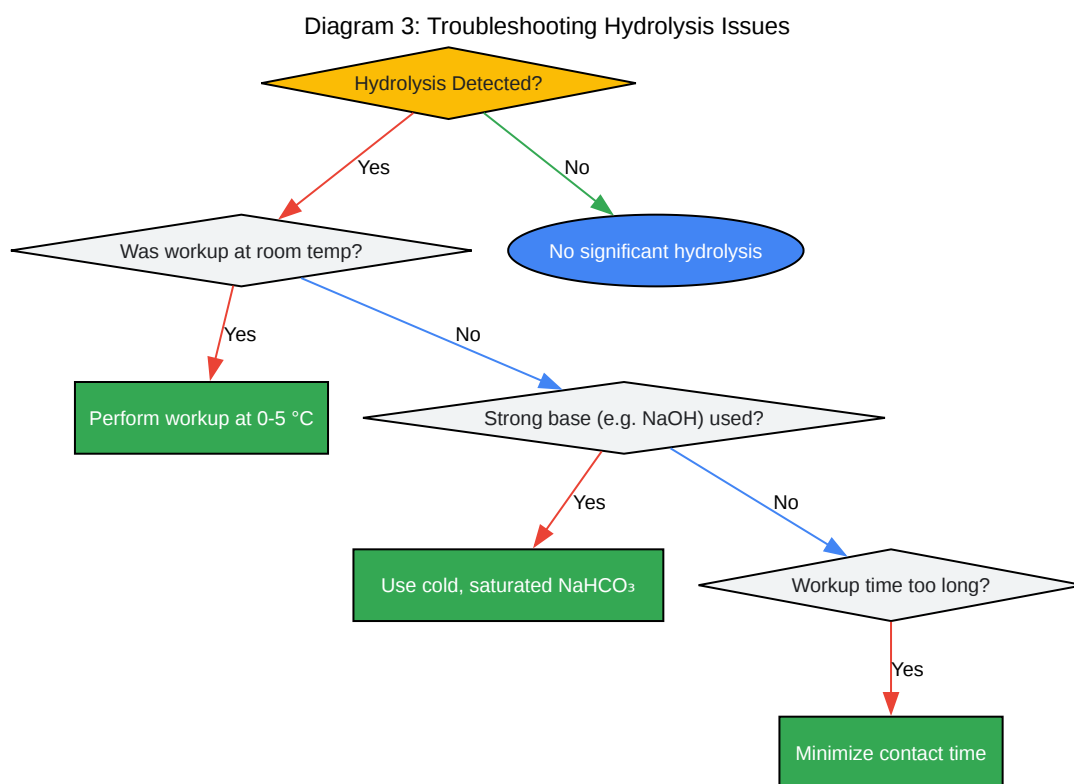 Diagram 3: Troubleshooting Hydrolysis Issues
Hydrolysis Detected?
Yes
No
Was workup at room temp?
No significant hydrolysis
Yes
No
Perform workup at 0-5 °C
Strong base (e.g. NaOH) used?
Yes
No
Use cold, saturated NaHCO₃
Workup time too long?
Yes
Minimize contact time